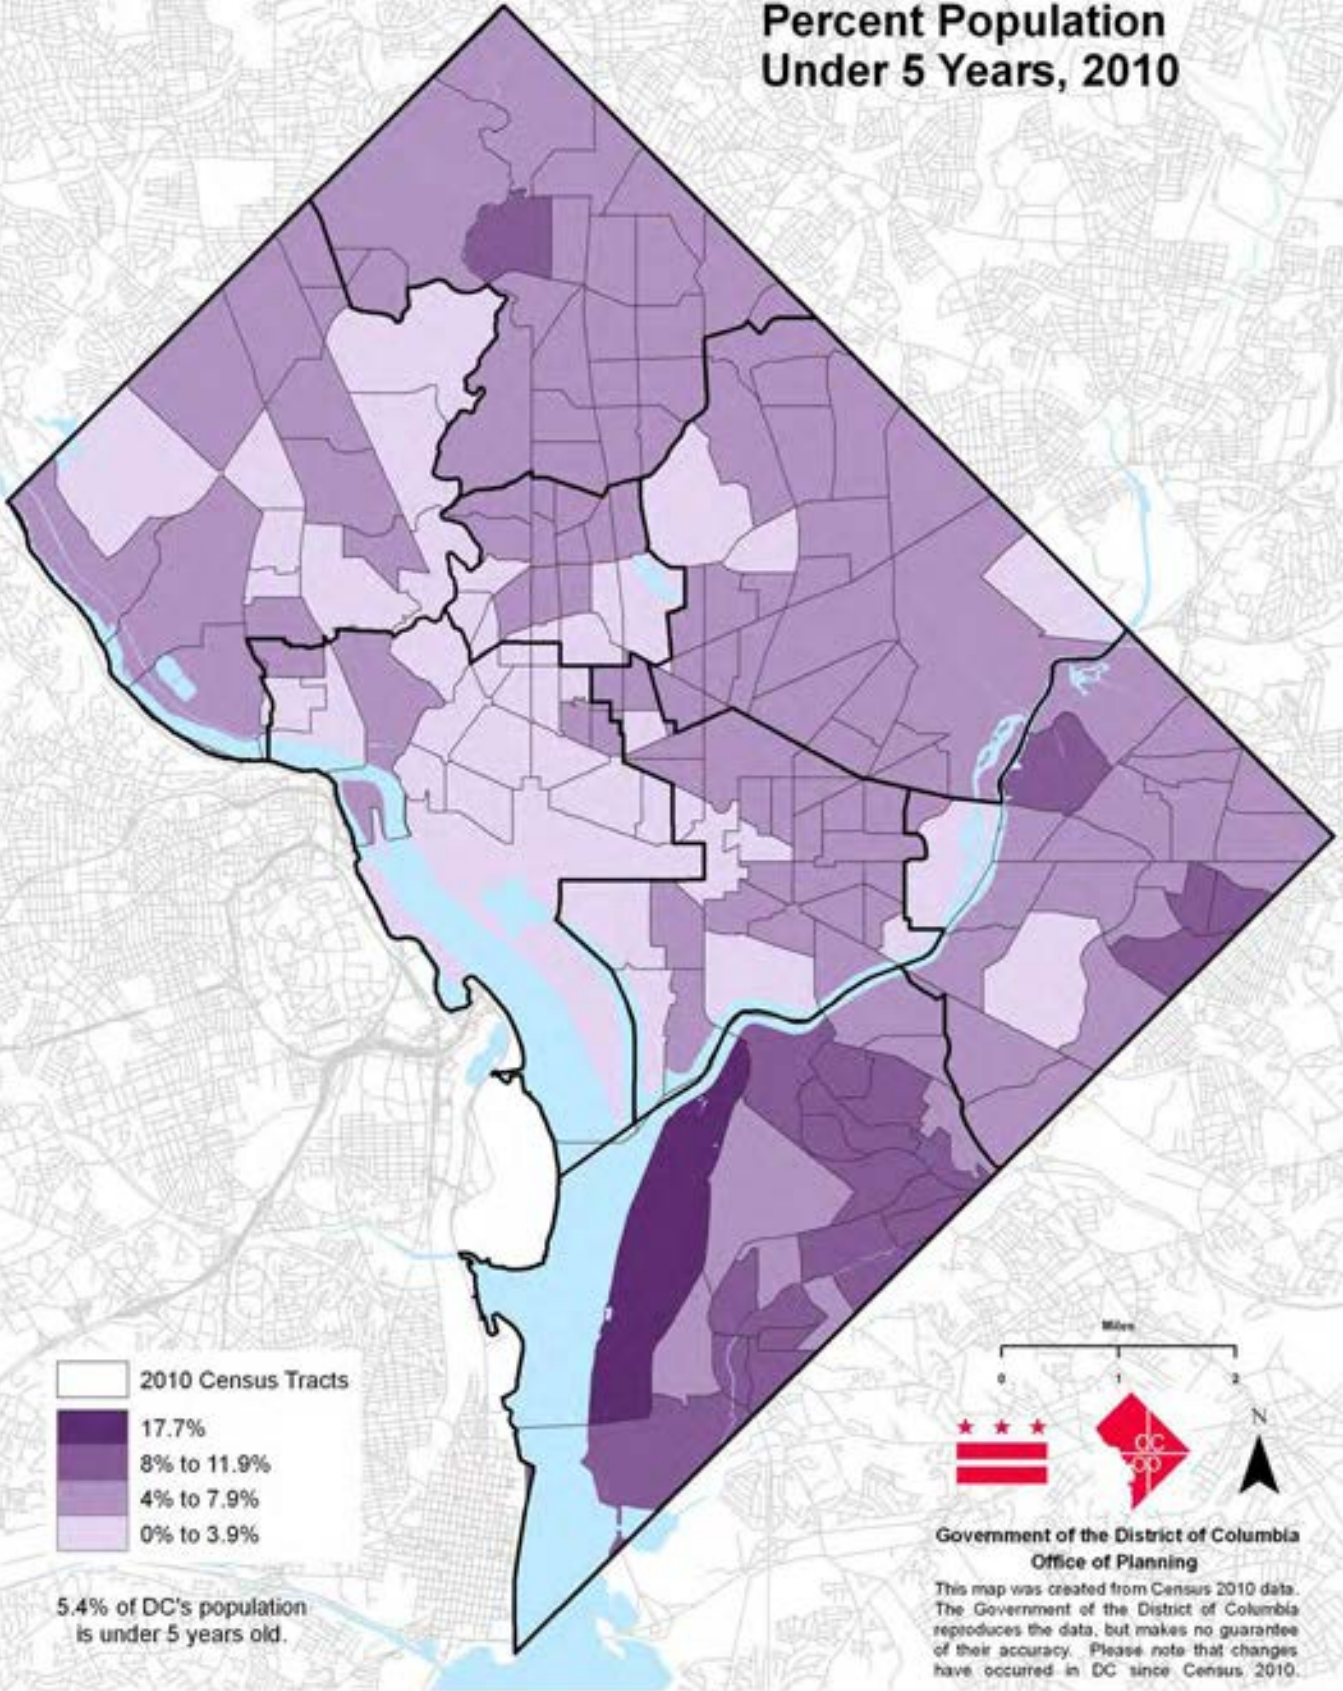 Percent Population
Under 5 Years, 2010
2010 Census Tracts
17.7%
8% to 11.9%
4% to 7.9%
0% to 3.9%
5.4% of DC's population
is under 5 years old.
Miles
0 1 2
N
dc
op
Government of the District of Columbia
Office of Planning
This map was created from Census 2010 data.
The Government of the District of Columbia
reproduces the data, but makes no guarantee
of their accuracy. Please note that changes
have occurred in DC since Census 2010.